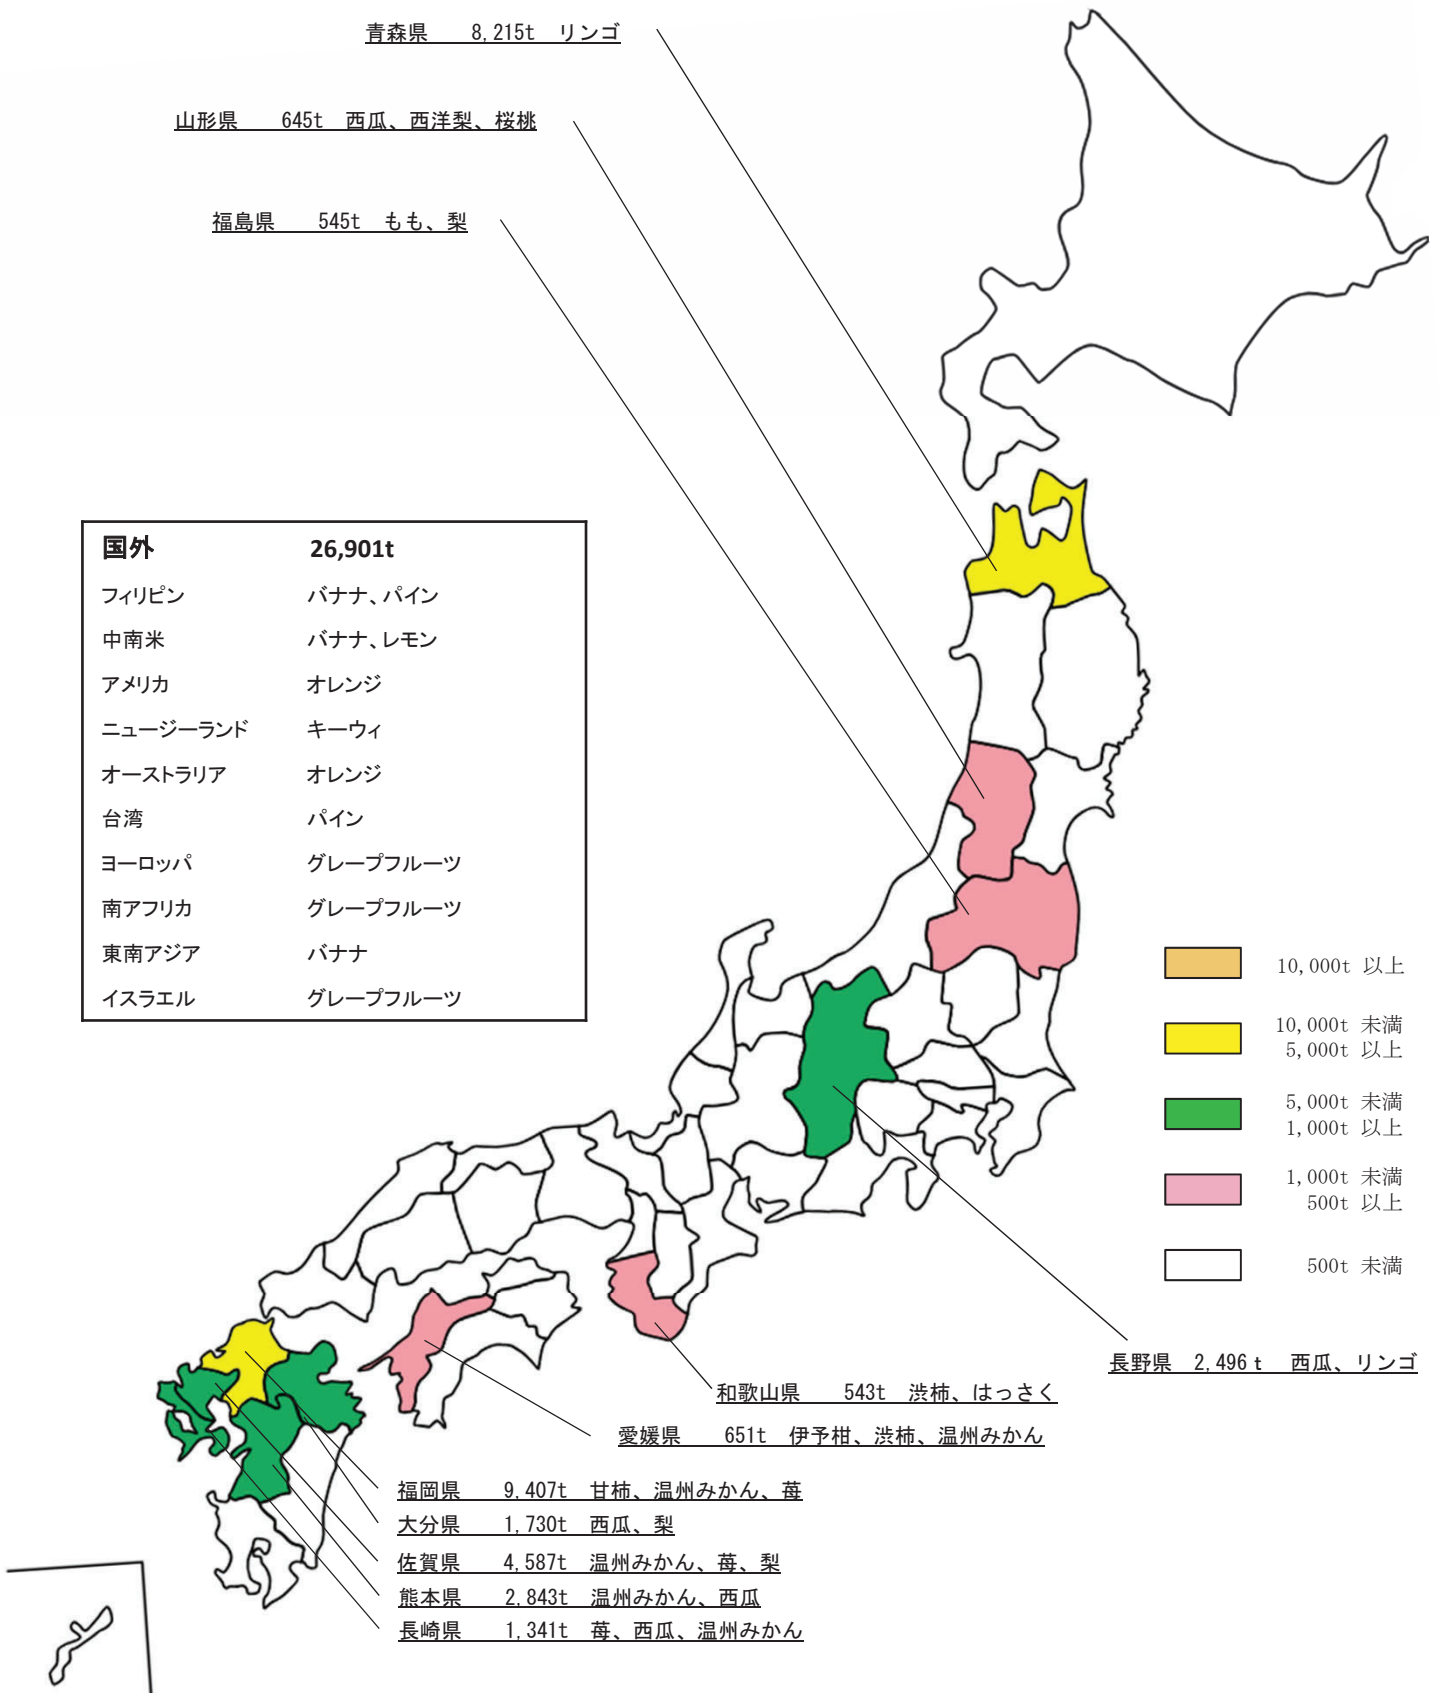 青森県 8,215t リンゴ
山形県 645t 西瓜、西洋梨、桜桃
福島県 545t もも、梨
国外 26,901t
フィリピン バナナ、パイン
中南米 バナナ、レモン
アメリカ オレンジ
ニュージーランド キーウィ
オーストラリア オレンジ
台湾 パイン
ヨーロッパ グレープフルーツ
南アフリカ グレープフルーツ
東南アジア バナナ
イスラエル グレープフルーツ
10,000t 以上
10,000t 未満
5,000t 以上
5,000t 未満
1,000t 以上
1,000t 未満
500t 以上
500t 未満
長野県 2,496t 西瓜、リンゴ
和歌山県 543t 渋柿、はっさく
愛媛県 651t 伊予柑、渋柿、温州みかん
福岡県 9,407t 甘柿、温州みかん、苺
大分県 1,730t 西瓜、梨
佐賀県 4,587t 温州みかん、苺、梨
熊本県 2,843t 温州みかん、西瓜
長崎県 1,341t 苺、西瓜、温州みかん